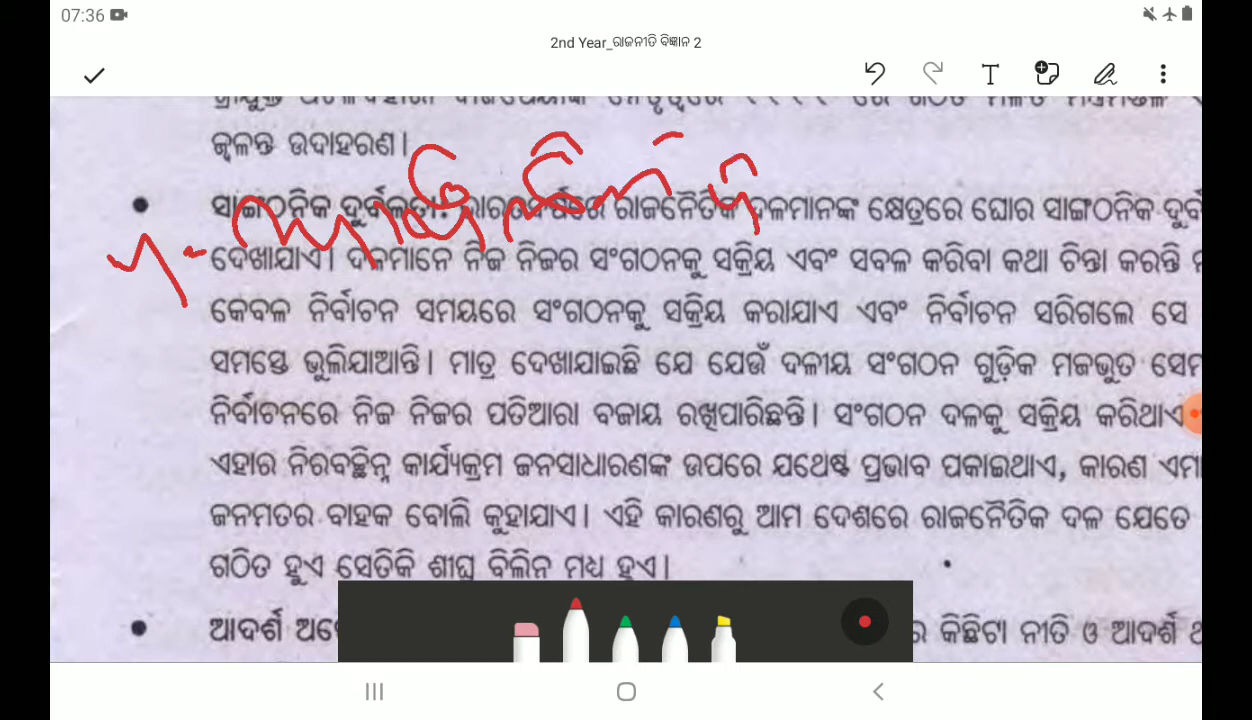 07:36
2nd Year_ରାଜନୀତି ବିଜ୍ଞାନ 2
ଜ୍ୱଳନ୍ତ ଉଦାହରଣ।
• ସାଙ୍ଗଠନିକ ଦୁର୍ବଳତା: ଭାରତବର୍ଷରେ ରାଜନୈତିକ ଦଳମାନଙ୍କ କ୍ଷେତ୍ରରେ ଘୋର ସାଙ୍ଗଠନିକ ଦୁର୍ବ
ଦେଖାଯାଏ। ଦଳମାନେ ନିଜ ନିଜର ସଂଗଠନକୁ ସକ୍ରିୟ ଏବଂ ସବଳ କରିବା କଥା ଚିନ୍ତା କରନ୍ତି
କେବଳ ନିର୍ବାଚନ ସମୟରେ ସଂଗଠନକୁ ସକ୍ରିୟ କରାଯାଏ ଏବଂ ନିର୍ବାଚନ ସରିଗଲେ ସେ
ସମସ୍ତେ ଭୁଲିଯାଆନ୍ତି। ମାତ୍ର ଦେଖାଯାଇଛି ଯେ ଯେଉଁ ଦଳୀୟ ସଂଗଠନ ଗୁଡ଼ିକ ମଜଭୁତ ସେମ
ନିର୍ବାଚନରେ ନିଜ ନିଜର ପତିଆରା ବଜାୟ ରଖିପାରିଛନ୍ତି। ସଂଗଠନ ଦଳକୁ ସକ୍ରିୟ କରିଥାଏ
ଏହାର ନିରବଚ୍ଛିନ୍ନ କାର୍ଯ୍ୟକ୍ରମ ଜନସାଧାରଣଙ୍କ ଉପରେ ଯଥେଷ୍ଟ ପ୍ରଭାବ ପକାଇଥାଏ, କାରଣ ଏମା
ଜନମତର ବାହକ ବୋଲି କୁହାଯାଏ। ଏହି କାରଣରୁ ଆମ ଦେଶରେ ରାଜନୈତିକ ଦଳ ଯେତେ
ଗଠିତ ହୁଏ ସେତିକି ଶୀଘ୍ର ବିଲିନ ମଧ୍ୟ ହୁଏ।
• ଆଦର୍ଶ କିଛିଟା ନୀତି ଓ ଆଦର୍ଶ